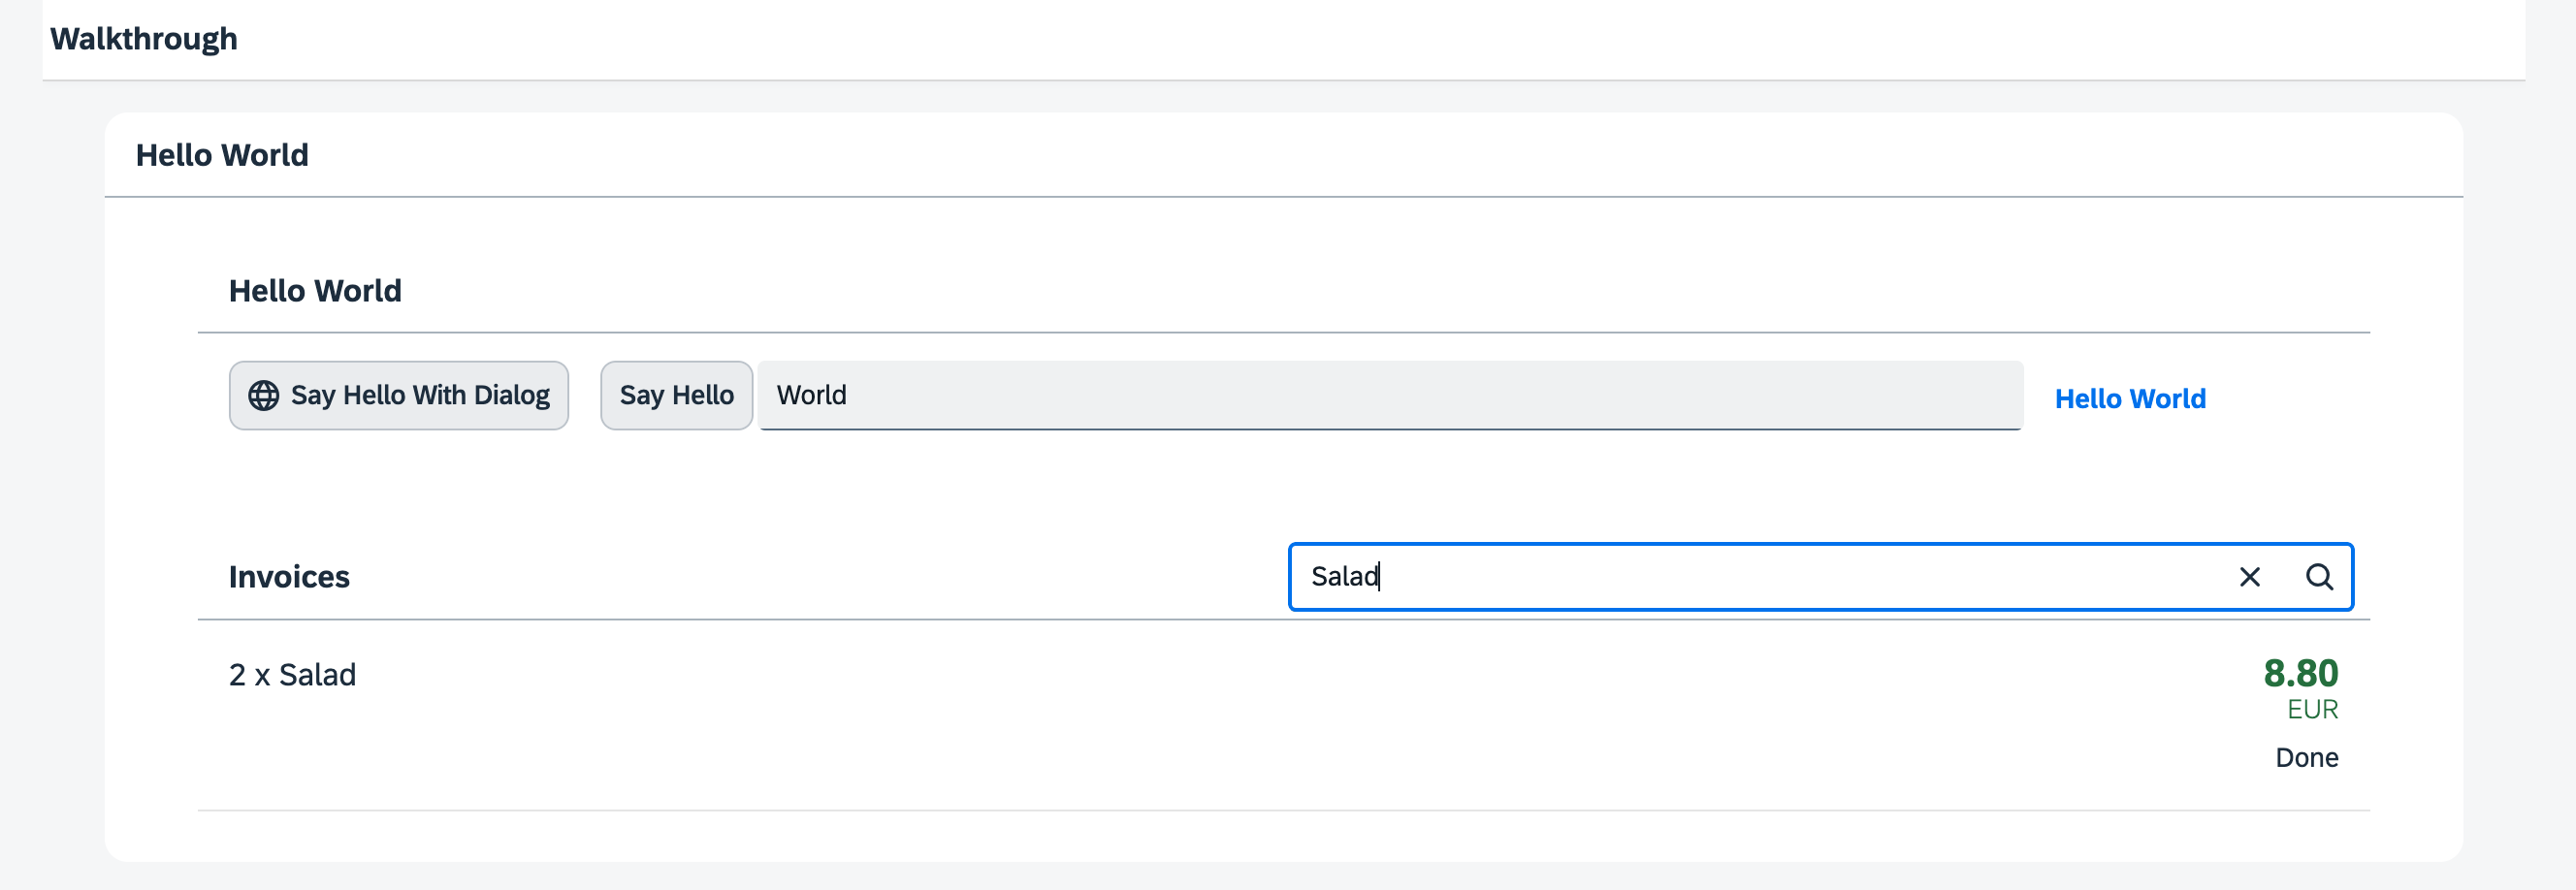 Walkthrough
Hello World
Hello World
Say Hello With Dialog Say Hello World Hello World
Invoices Salad
2 x Salad 8.80
EUR
Done